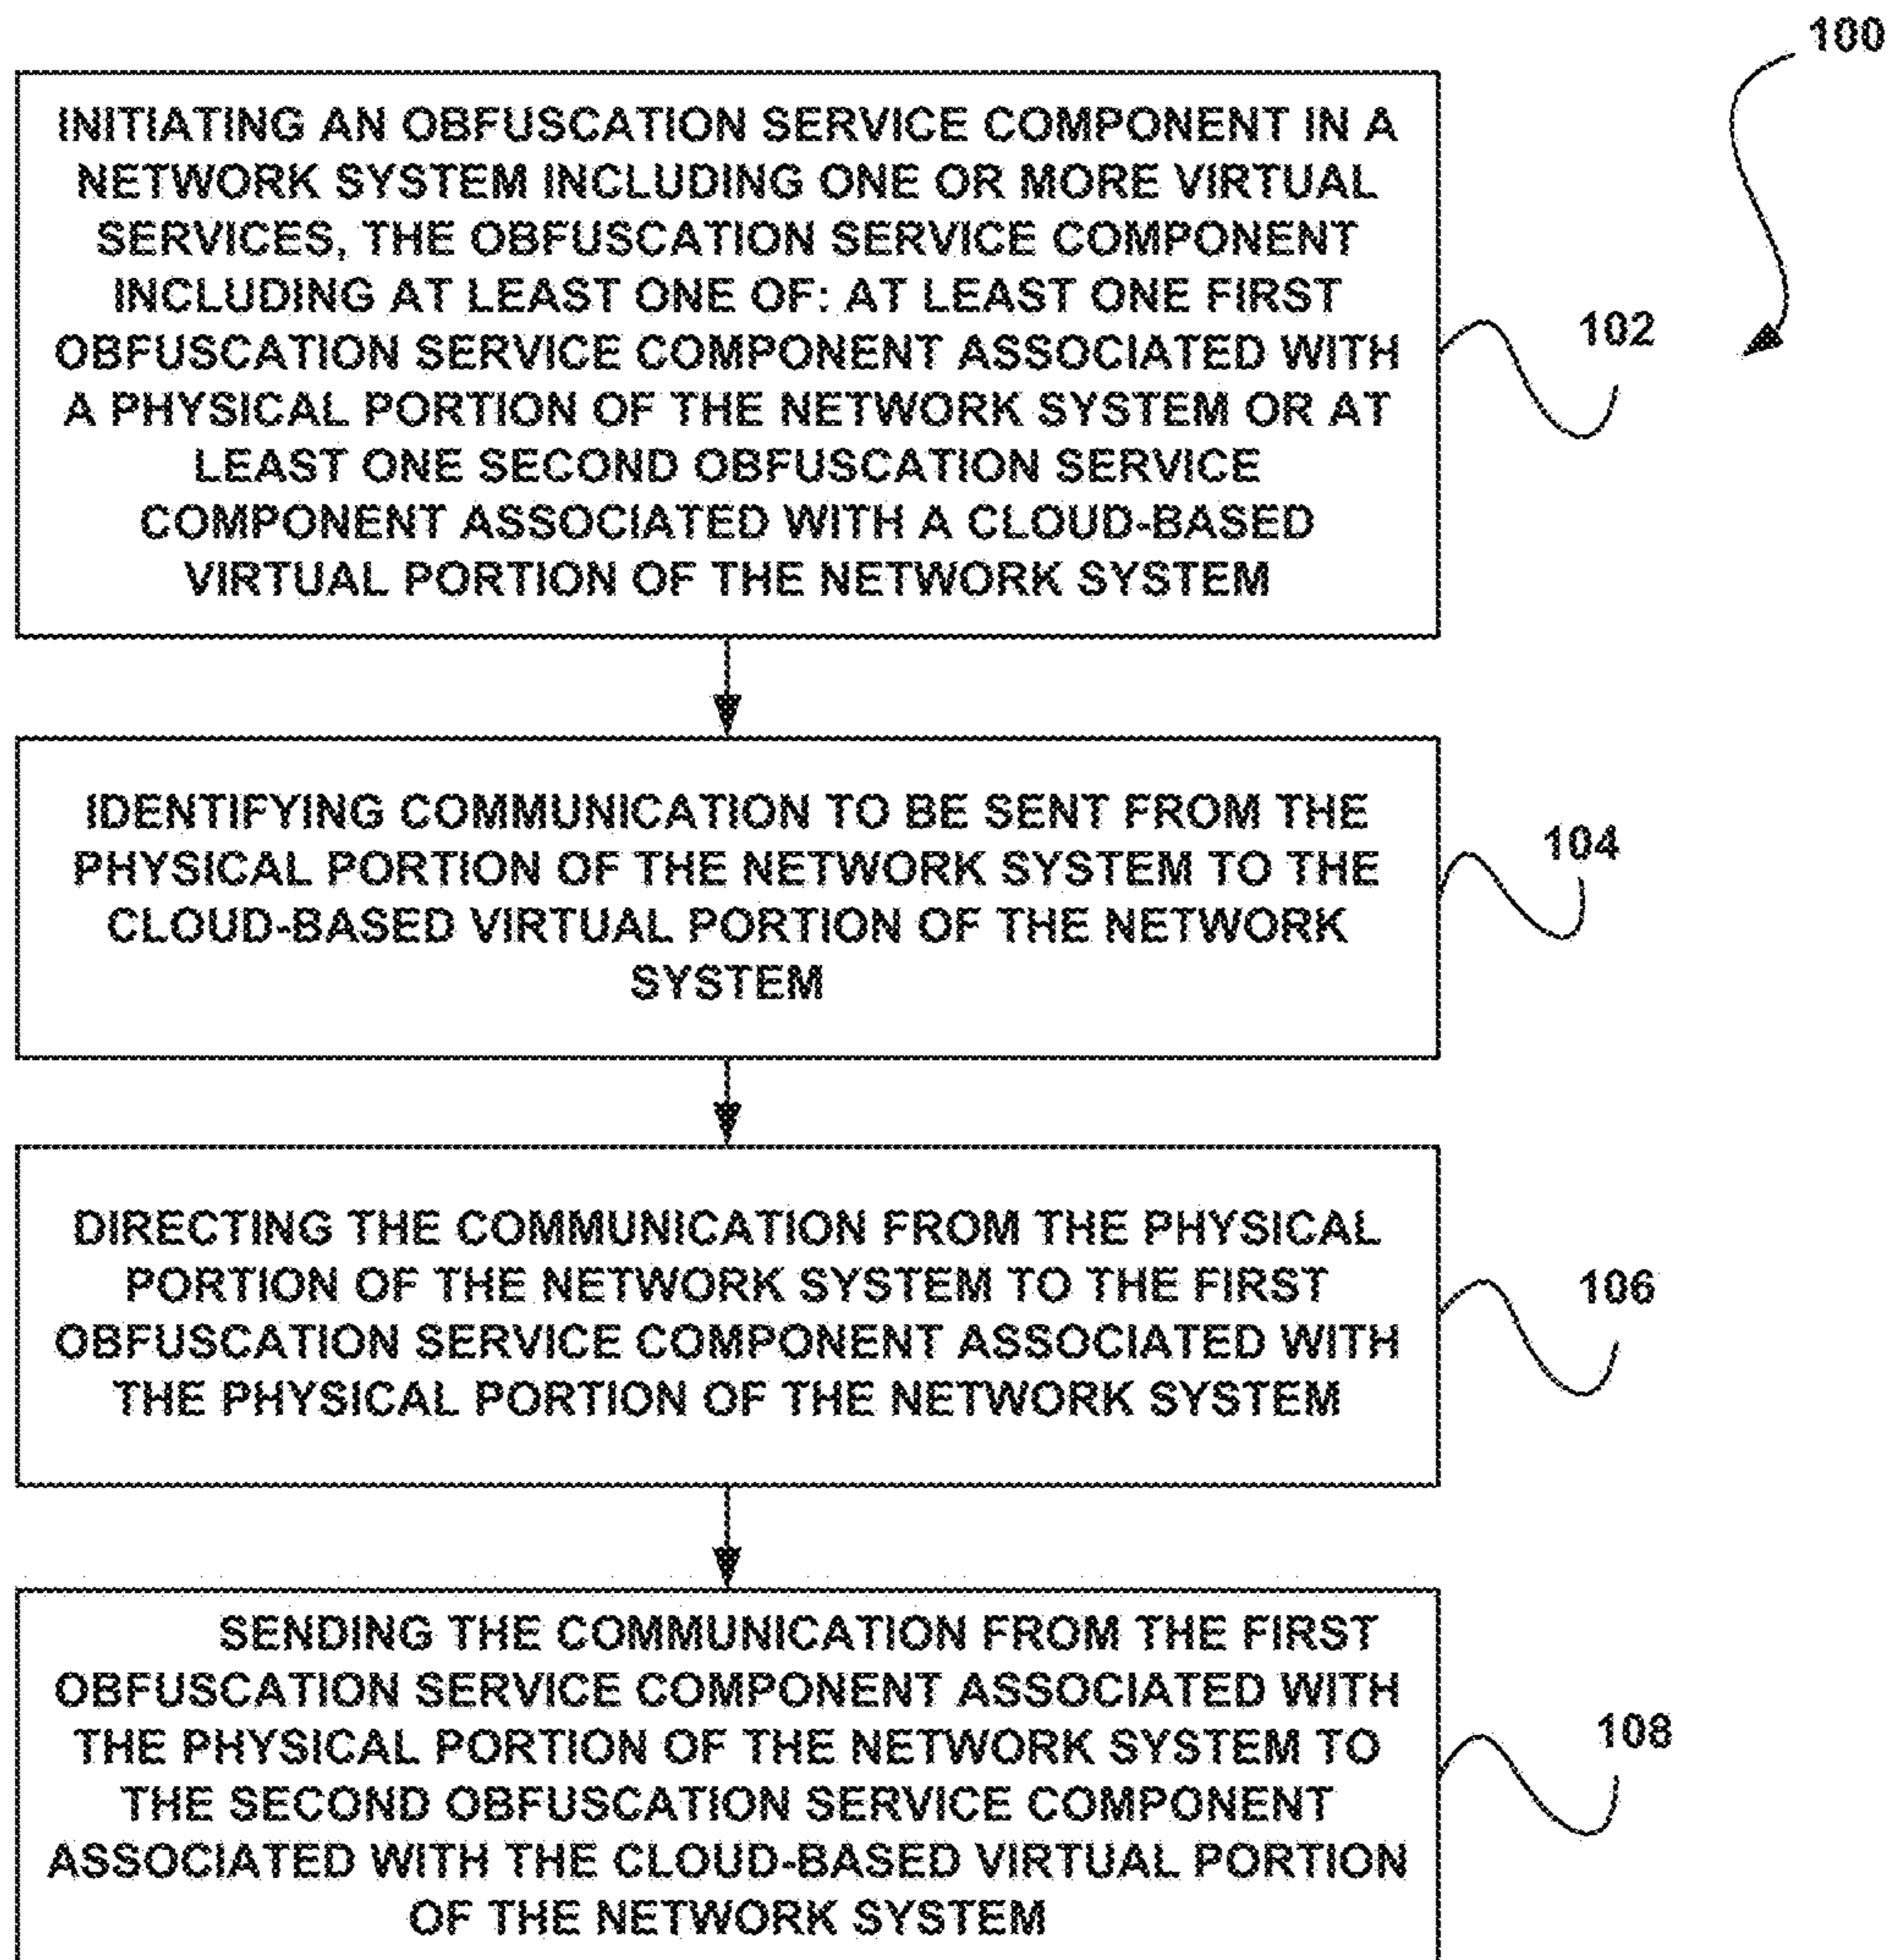 100
INITIATING AN OBFUSCATION SERVICE COMPONENT IN A
NETWORK SYSTEM INCLUDING ONE OR MORE VIRTUAL
SERVICES, THE OBFUSCATION SERVICE COMPONENT
INCLUDING AT LEAST ONE OF: AT LEAST ONE FIRST
OBFUSCATION SERVICE COMPONENT ASSOCIATED WITH
A PHYSICAL PORTION OF THE NETWORK SYSTEM OR AT
LEAST ONE SECOND OBFUSCATION SERVICE
COMPONENT ASSOCIATED WITH A CLOUD-BASED
VIRTUAL PORTION OF THE NETWORK SYSTEM
102
IDENTIFYING COMMUNICATION TO BE SENT FROM THE
PHYSICAL PORTION OF THE NETWORK SYSTEM TO THE
CLOUD-BASED VIRTUAL PORTION OF THE NETWORK
SYSTEM
104
DIRECTING THE COMMUNICATION FROM THE PHYSICAL
PORTION OF THE NETWORK SYSTEM TO THE FIRST
OBFUSCATION SERVICE COMPONENT ASSOCIATED WITH
THE PHYSICAL PORTION OF THE NETWORK SYSTEM
106
SENDING THE COMMUNICATION FROM THE FIRST
OBFUSCATION SERVICE COMPONENT ASSOCIATED WITH
THE PHYSICAL PORTION OF THE NETWORK SYSTEM TO
THE SECOND OBFUSCATION SERVICE COMPONENT
ASSOCIATED WITH THE CLOUD-BASED VIRTUAL PORTION
OF THE NETWORK SYSTEM
108